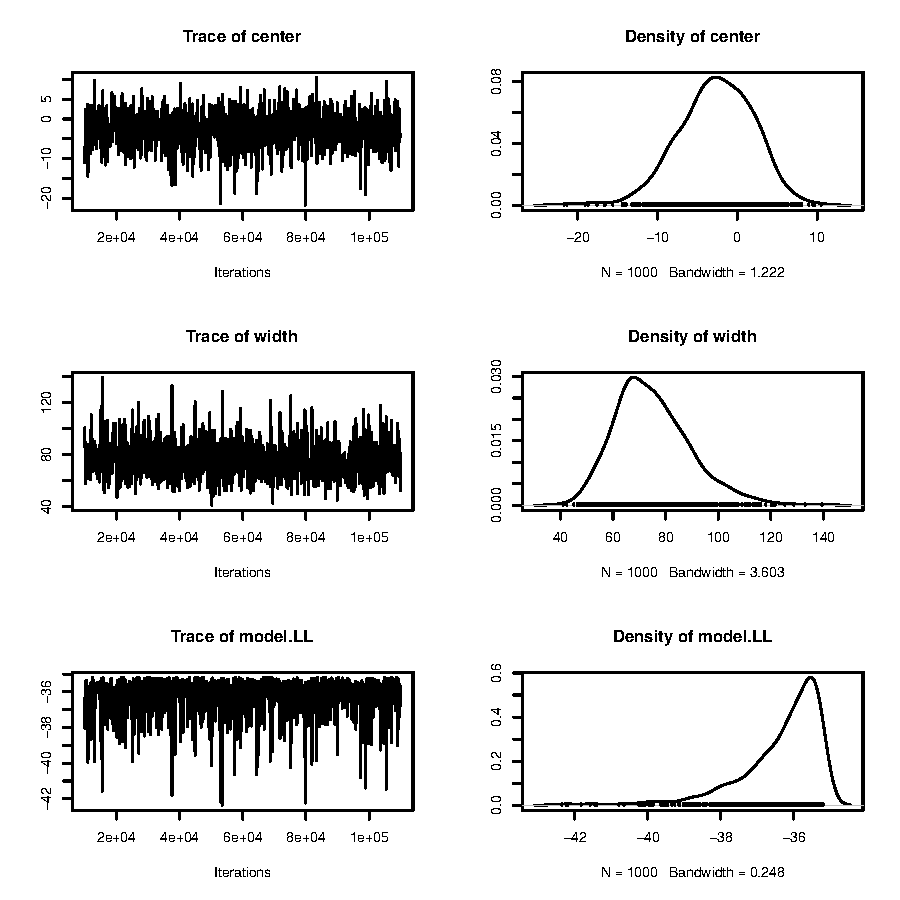 Trace of center
5
0
−10
−20
2e+04 4e+04 6e+04 8e+04 1e+05
Iterations
Density of center
0.08
0.04
0.00
−20 −10 0 10
N = 1000 Bandwidth = 1.222
Trace of width
120
80
40
2e+04 4e+04 6e+04 8e+04 1e+05
Iterations
Density of width
0.030
0.015
0.000
40 60 80 100 120 140
N = 1000 Bandwidth = 3.603
Trace of model.LL
−36
−38
−40
−42
2e+04 4e+04 6e+04 8e+04 1e+05
Iterations
Density of model.LL
0.6
0.4
0.2
0.0
−42 −40 −38 −36
N = 1000 Bandwidth = 0.248